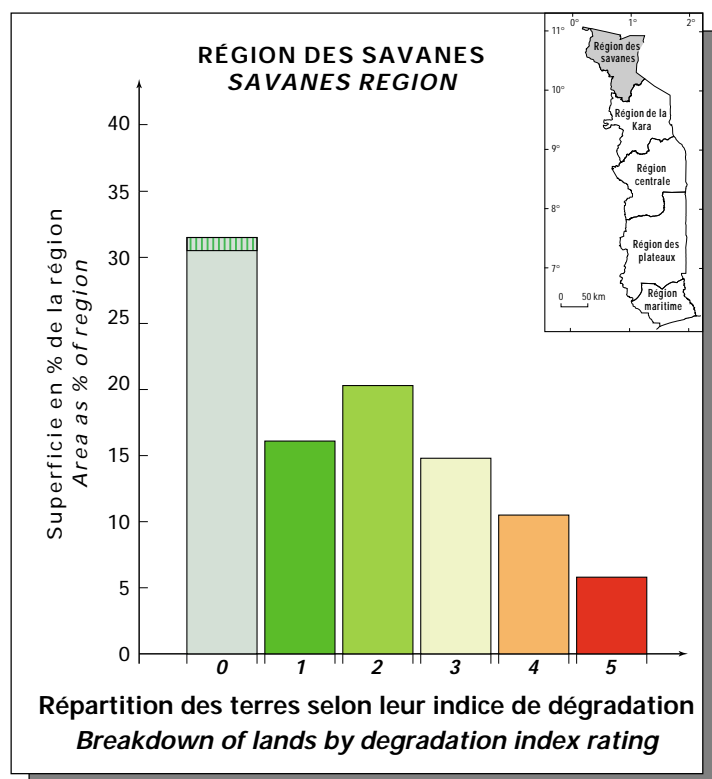 RÉGION DES SAVANES
SAVANES REGION
0°
1°
2°
11°
10°
9°
8°
7°
Région des
savanes
Région de la
Kara
Région
centrale
Région des
plateaux
Région
maritime
0 50 km
Superficie en % de la région
Area as % of region
40
35
30
25
20
15
10
5
0
0 1 2 3 4 5
Répartition des terres selon leur indice de dégradation
Breakdown of lands by degradation index rating